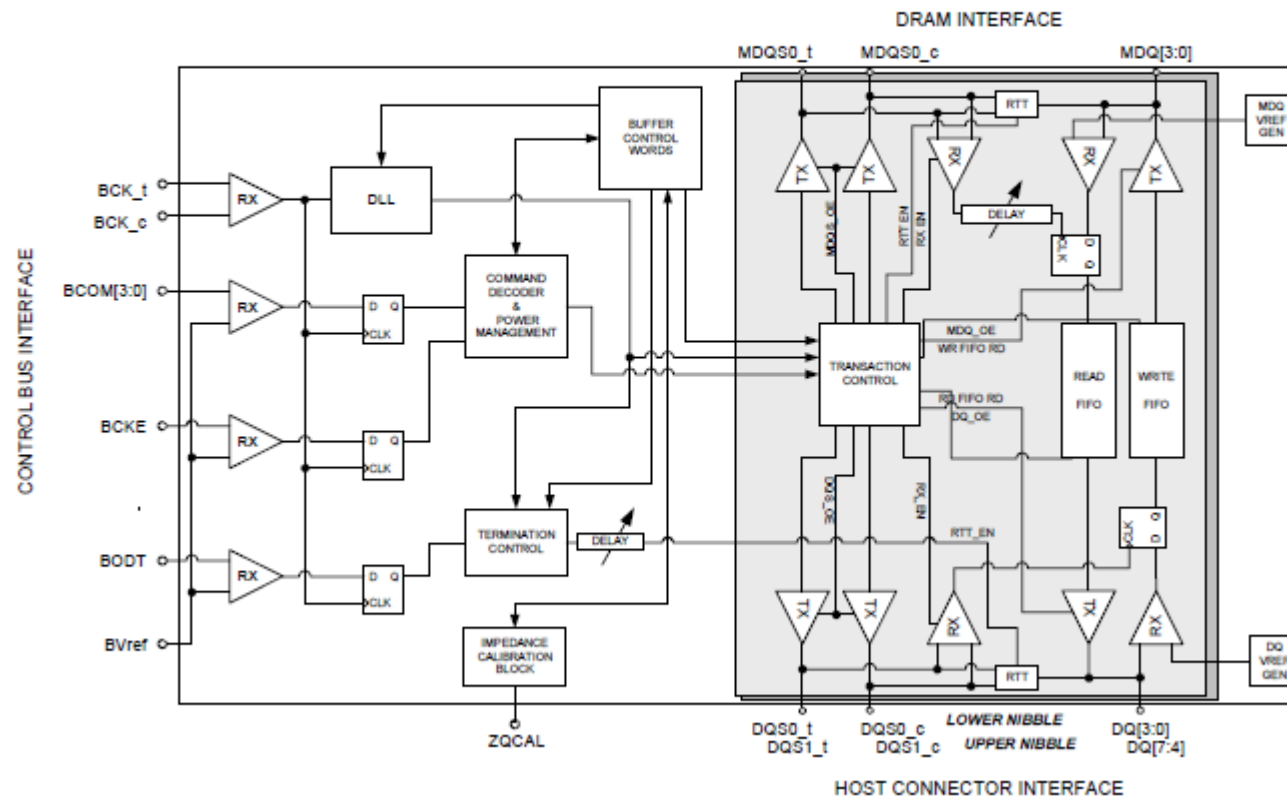 DRAM INTERFACE
MDQS0_t
MDQS0_c
MDQ[3:0]
RTT
MDQ
VREF
GEN
BUFFER
CONTROL
WORDS
BCK_t
BCK_c
RX
DLL
TX
TX
RX
RX
TX
MDQS_OE
RTT EN
RX EN
DELAY
CLK
D
Q
CONTROL BUS INTERFACE
BCOM[3:0]
RX
D Q
CLK
COMMAND
DECODER
&
POWER
MANAGEMENT
MDQ_OE
WR FIFO RD
TRANSACTION
CONTROL
RD FIFO RD
DQ_OE
READ
FIFO
WRITE
FIFO
BCKE
RX
D Q
CLK
DQS_OE
RX_EN
TERMINATION
CONTROL
DELAY
RTT_EN
CLK
Q
D
BODT
RX
D Q
CLK
TX
TX
RX
TX
RX
BVref
IMPEDANCE
CALIBRATION
BLOCK
RTT
DQ
VREF
GEN
ZQCAL
DQS0_t
DQS1_t
DQS0_c
DQS1_c
LOWER NIBBLE
UPPER NIBBLE
DQ[3:0]
DQ[7:4]
HOST CONNECTOR INTERFACE